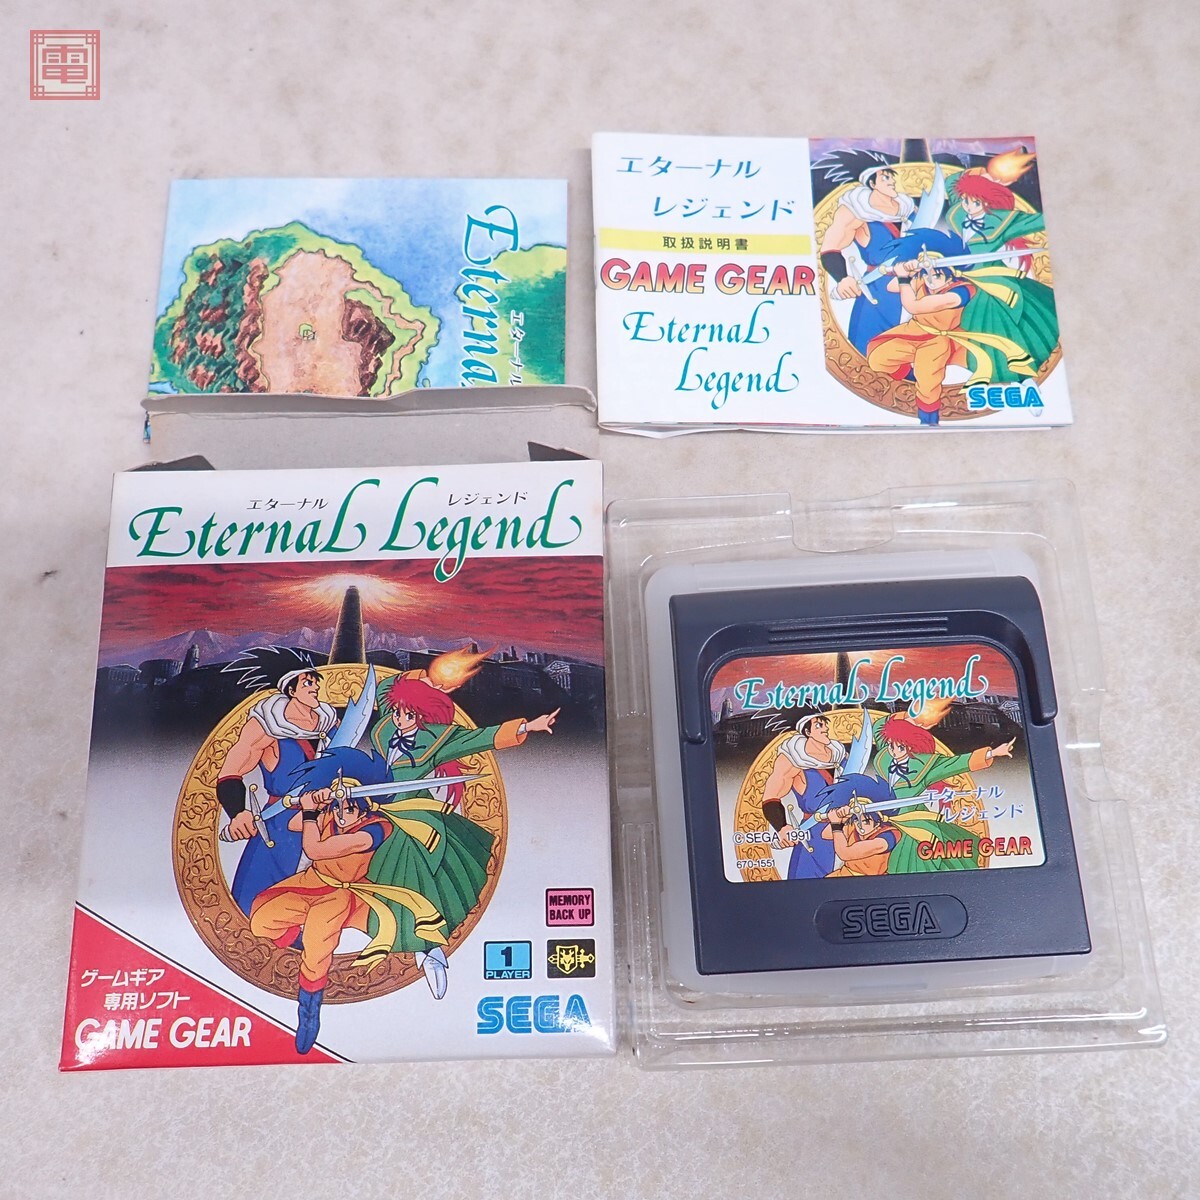 電
Eterna
エターナル
エターナル
レジェンド
取扱説明書
GAME GEAR
Eternal
Legend
SEGA
エターナル レジェンド
Eternal Legend
MEMORY
BACK UP
1
PLAYER
SEGA
ゲームギア
専用ソフト
GAME GEAR
Eternal Legend
エターナル
レジェンド
©SEGA 1991
670-1551
GAME GEAR
SEGA